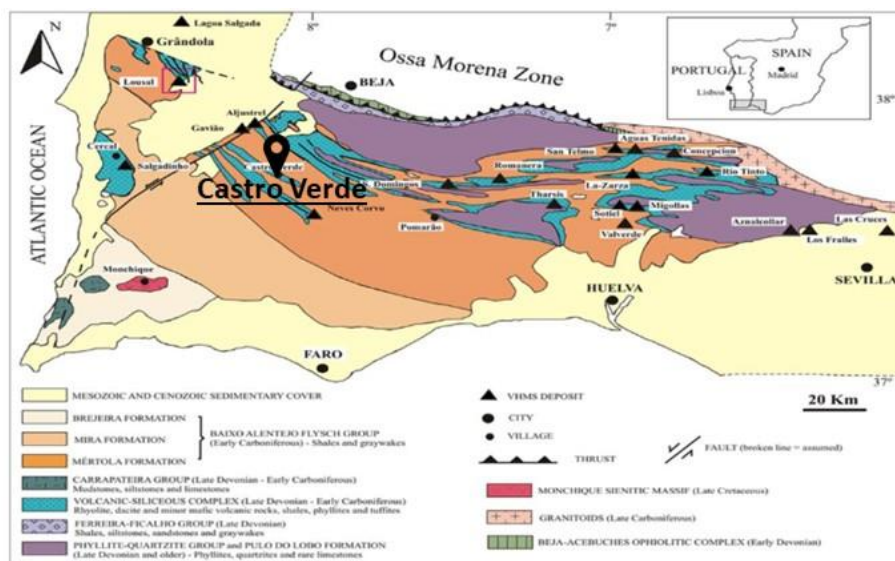 N
Lagoa Salgada
Grândola
8
7
Ossa Morena Zone
SPAIN
PORTUGAL
Madrid
Lisboa
BEJA
38
Lousal
Aljustrel
Gavião
Aguas Tenidas
San Telmo
Concepcion
Cercal
Salgadinho
Castro Verde
Romanera
Rio Tinto
Castro Verde
Domingos
La-Zarza
Tharsis
Migollas
Neves Corvo
Sotiel
Pomarão
Valverde
Aznalcollar
Las Cruces
Los Frailes
ATLANTIC OCEAN
Monchique
HUELVA
SEVILLA
FARO
37
20 Km
MESOZOIC AND CENOZOIC SEDIMENTARY COVER
BREJEIRA FORMATION
MIRA FORMATION
MÉRTOLA FORMATION
BAIXO ALENTEJO FLYSCH GROUP
(Early Carboniferous) - Shales and graywakes
CARRAPATEIRA GROUP (Late Devonian - Early Carboniferous)
Mudstones, siltstones and limestones
VOLCANIC-SILICEOUS COMPLEX (Late Devonian - Early Carboniferous)
Rhyolite, dacite and minor mafic volcanic rocks, shales, phyllites and tuffites
FERREIRA-FICALHO GROUP (Late Devonian)
Shales, siltstones, sandstones and graywakes
PHYLLITE-QUARTZITE GROUP and PULO DO LOBO FORMATION
(Late Devonian and older) - Phyllites, quartzites and rare limestones
VHMS DEPOSIT
CITY
VILLAGE
THRUST
FAULT (broken line = assumed)
MONCHIQUE SIENITIC MASSIF (Late Cretaceous)
GRANITOIDS (Late Carboniferous)
BEJA-ACEBUCHES OPHIOLITIC COMPLEX (Early Devonian)